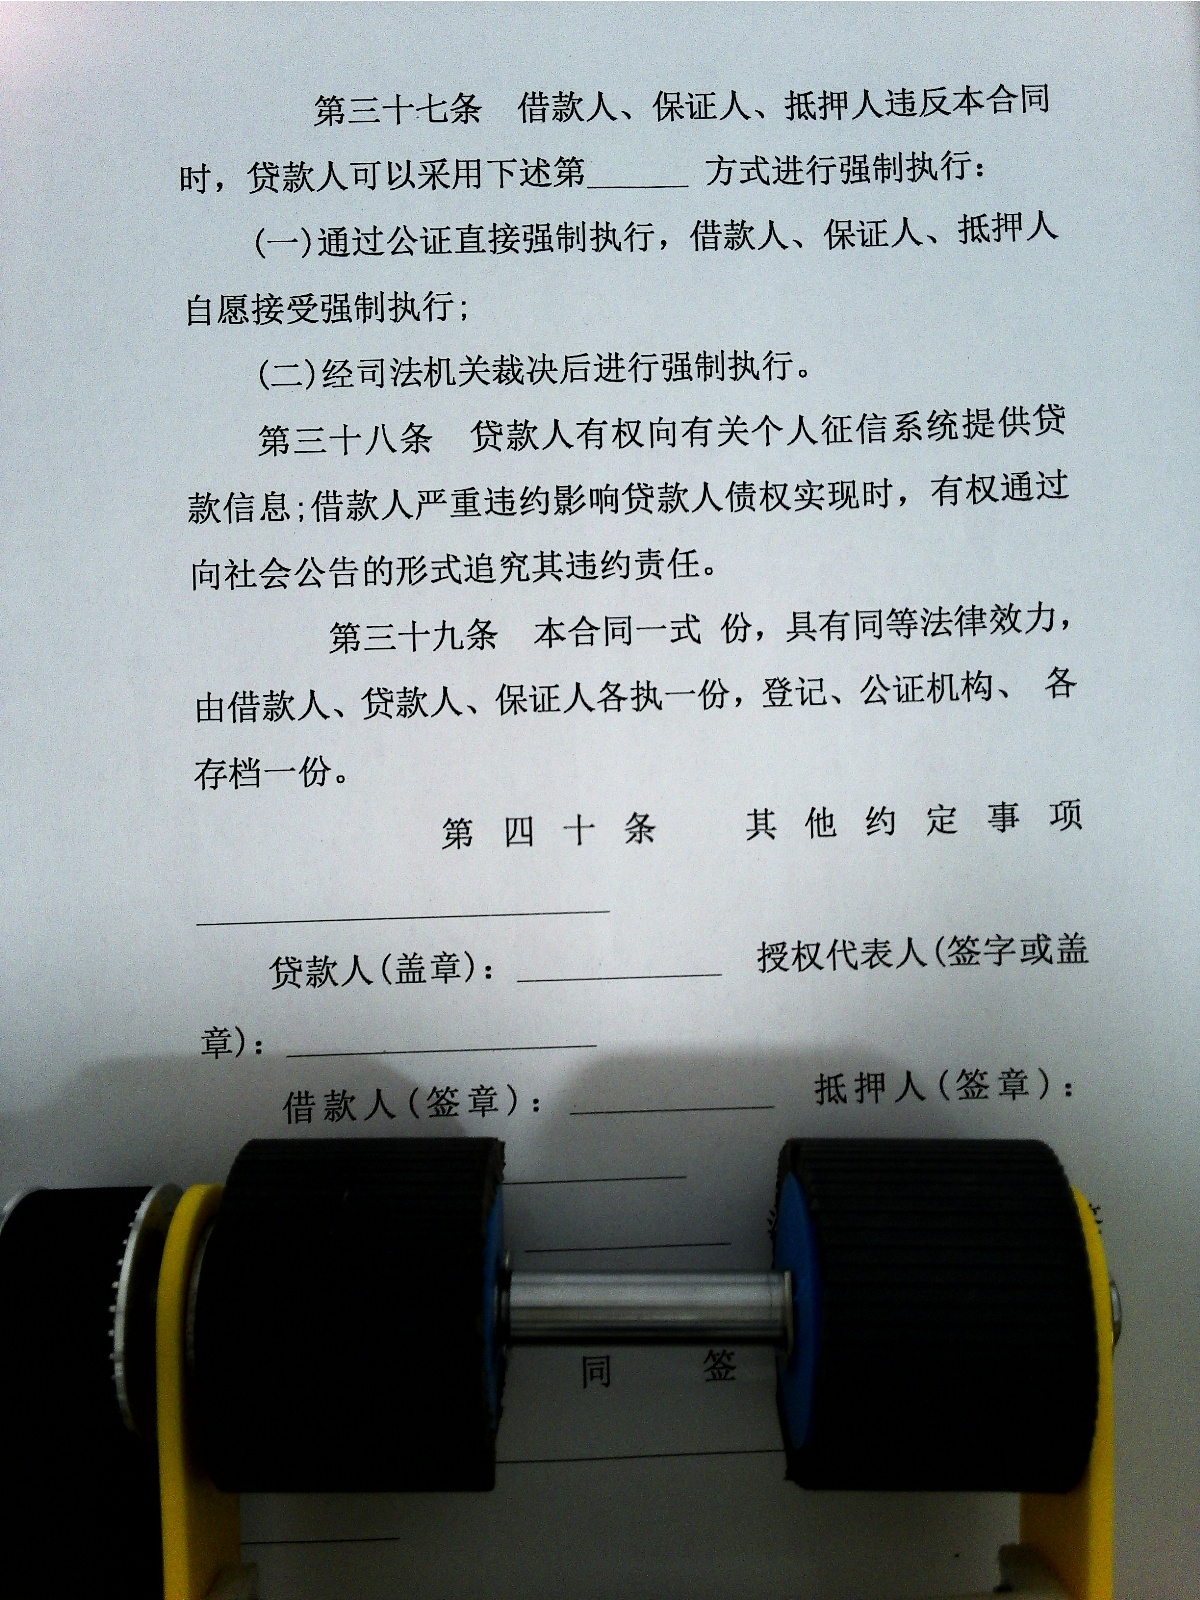 第三十七条 借款人、保证人、抵押人违反本合同
时，贷款人可以采用下述第______ 方式进行强制执行：
(一)通过公证直接强制执行，借款人、保证人、抵押人
自愿接受强制执行;
(二)经司法机关裁决后进行强制执行。
第三十八条 贷款人有权向有关个人征信系统提供贷
款信息;借款人严重违约影响贷款人债权实现时，有权通过
向社会公告的形式追究其违约责任。
第三十九条 本合同一式 份，具有同等法律效力，
由借款人、贷款人、保证人各执一份，登记、公证机构、 各
存档一份。
第 四 十 条 其 他 约 定 事 项
贷款人(盖章)：____________ 授权代表人(签字或盖
章)：__________________
借款人(签章)：____________ 抵押人(签章)：
同 签